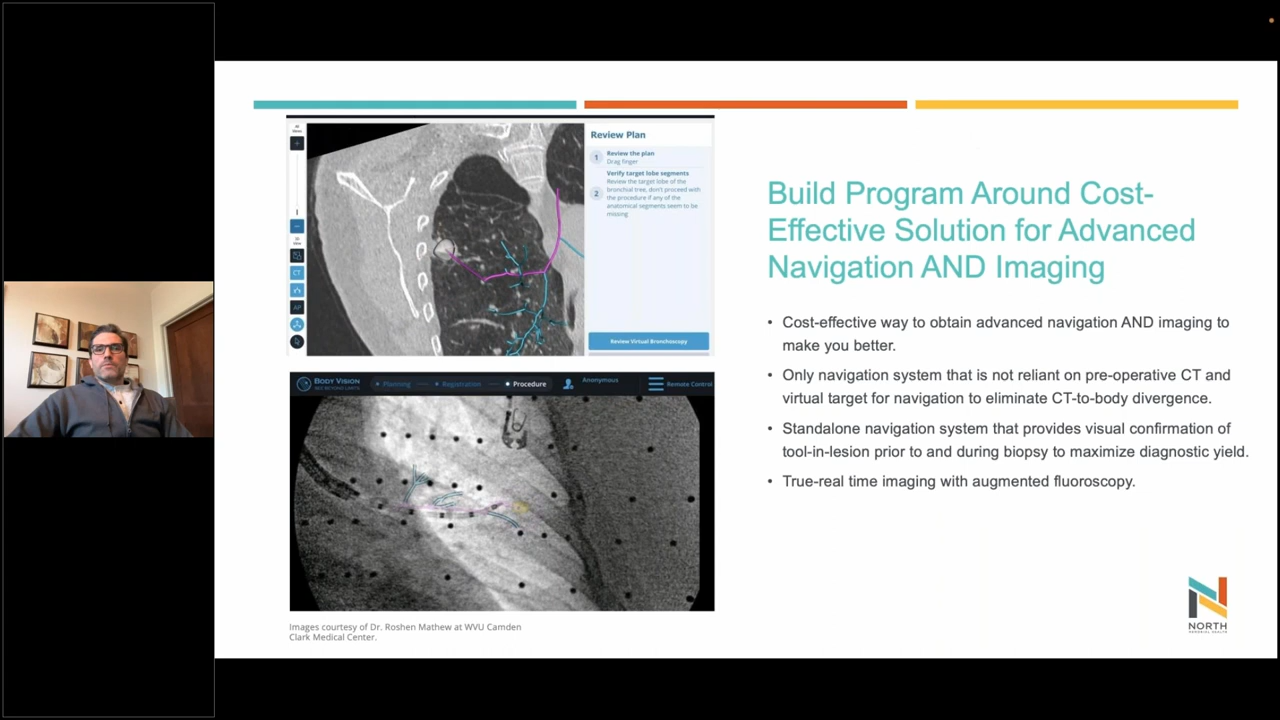 Review Plan
1
Review the plan
Drag finger
2
Verify target lobe segments
Review the target lobe of the
bronchial tree, don't proceed with
the procedure if any of the
anatomical segments seem to be
missing
CT
Review Virtual Bronchoscopy
BODY VISION
Planning
Registration
Procedure
Anonymous
Remote Control
Images courtesy of Dr. Roshen Mathew at WVU Camden
Clark Medical Center.
Build Program Around Cost-
Effective Solution for Advanced
Navigation AND Imaging
• Cost-effective way to obtain advanced navigation AND imaging to
make you better.
• Only navigation system that is not reliant on pre-operative CT and
virtual target for navigation to eliminate CT-to-body divergence.
• Standalone navigation system that provides visual confirmation of
tool-in-lesion prior to and during biopsy to maximize diagnostic yield.
• True-real time imaging with augmented fluoroscopy.
NORTH
MEMORIAL HEALTH